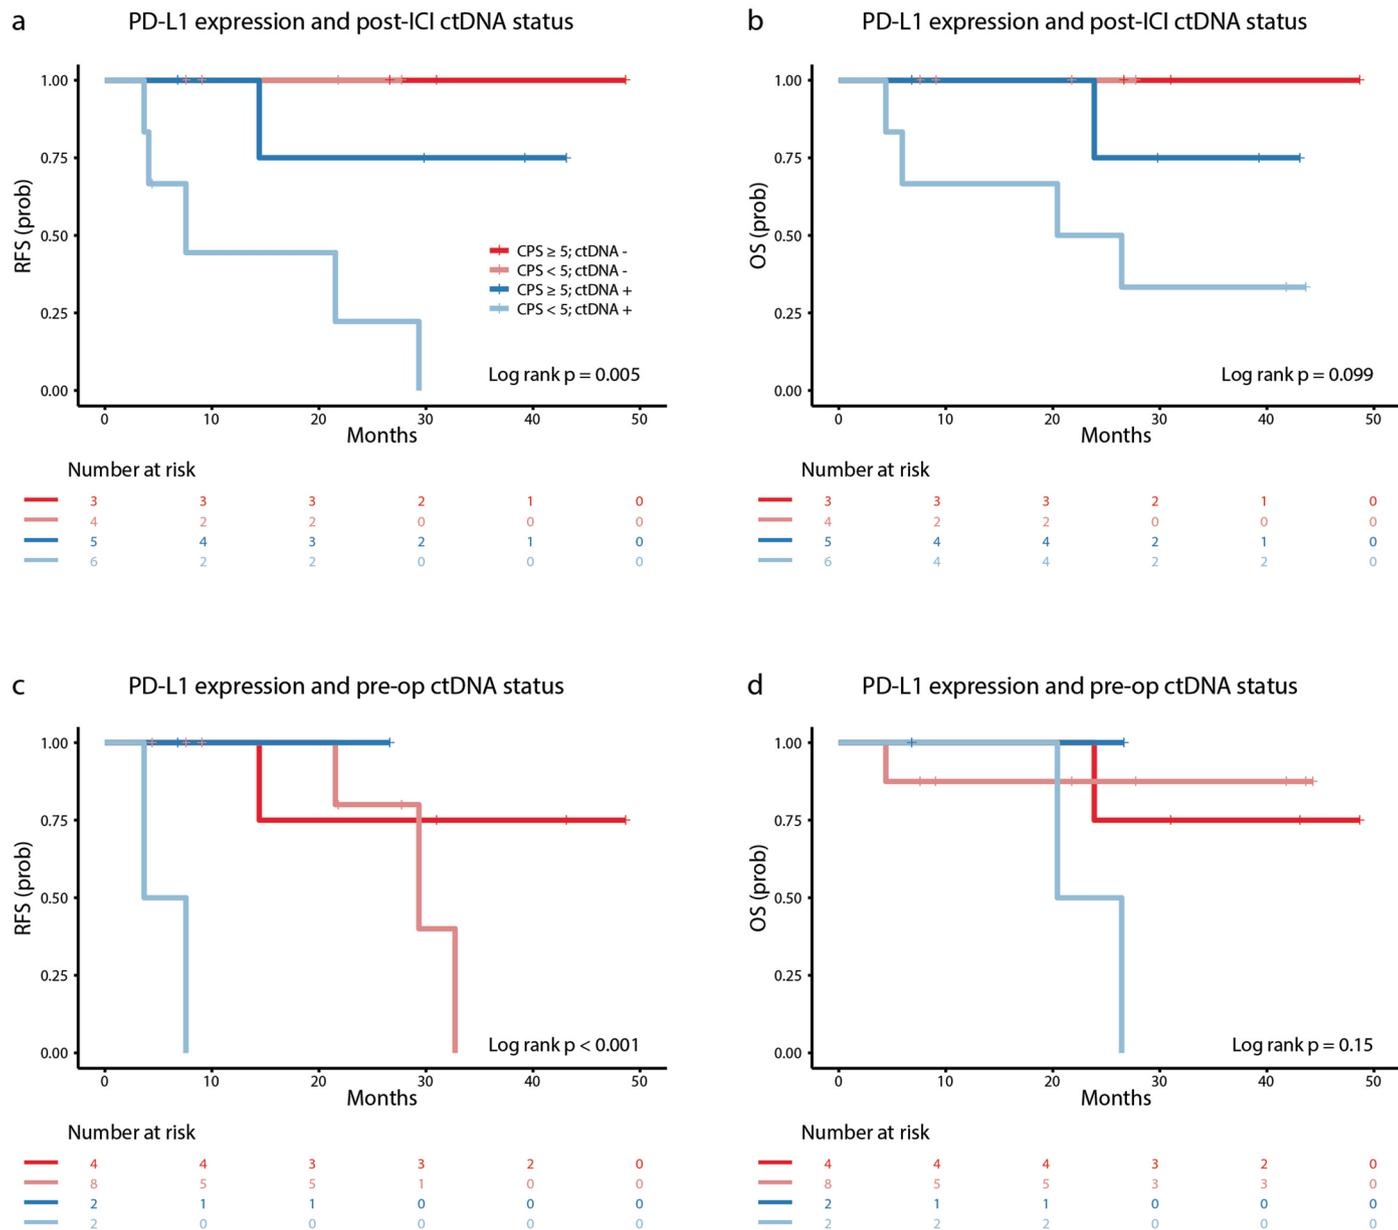 a
PD-L1 expression and post-ICI ctDNA status
1.00
0.75
0.50
0.25
0.00
RFS (prob)
CPS ≥ 5; ctDNA -
CPS < 5; ctDNA -
CPS ≥ 5; ctDNA +
CPS < 5; ctDNA +
Log rank p = 0.005
0 10 20 30 40 50
Months
Number at risk
3 3 3 2 1 0
4 2 2 0 0 0
5 4 3 2 1 0
6 2 2 0 0 0
b
PD-L1 expression and post-ICI ctDNA status
1.00
0.75
0.50
0.25
0.00
OS (prob)
Log rank p = 0.099
0 10 20 30 40 50
Months
Number at risk
3 3 3 2 1 0
4 2 2 0 0 0
5 4 4 2 1 0
6 4 4 2 2 0
c
PD-L1 expression and pre-op ctDNA status
1.00
0.75
0.50
0.25
0.00
RFS (prob)
Log rank p < 0.001
0 10 20 30 40 50
Months
Number at risk
4 4 3 3 2 0
8 5 5 1 0 0
2 1 1 0 0 0
2 0 0 0 0 0
d
PD-L1 expression and pre-op ctDNA status
1.00
0.75
0.50
0.25
0.00
OS (prob)
Log rank p = 0.15
0 10 20 30 40 50
Months
Number at risk
4 4 4 3 2 0
8 5 5 3 3 0
2 1 1 0 0 0
2 2 2 0 0 0